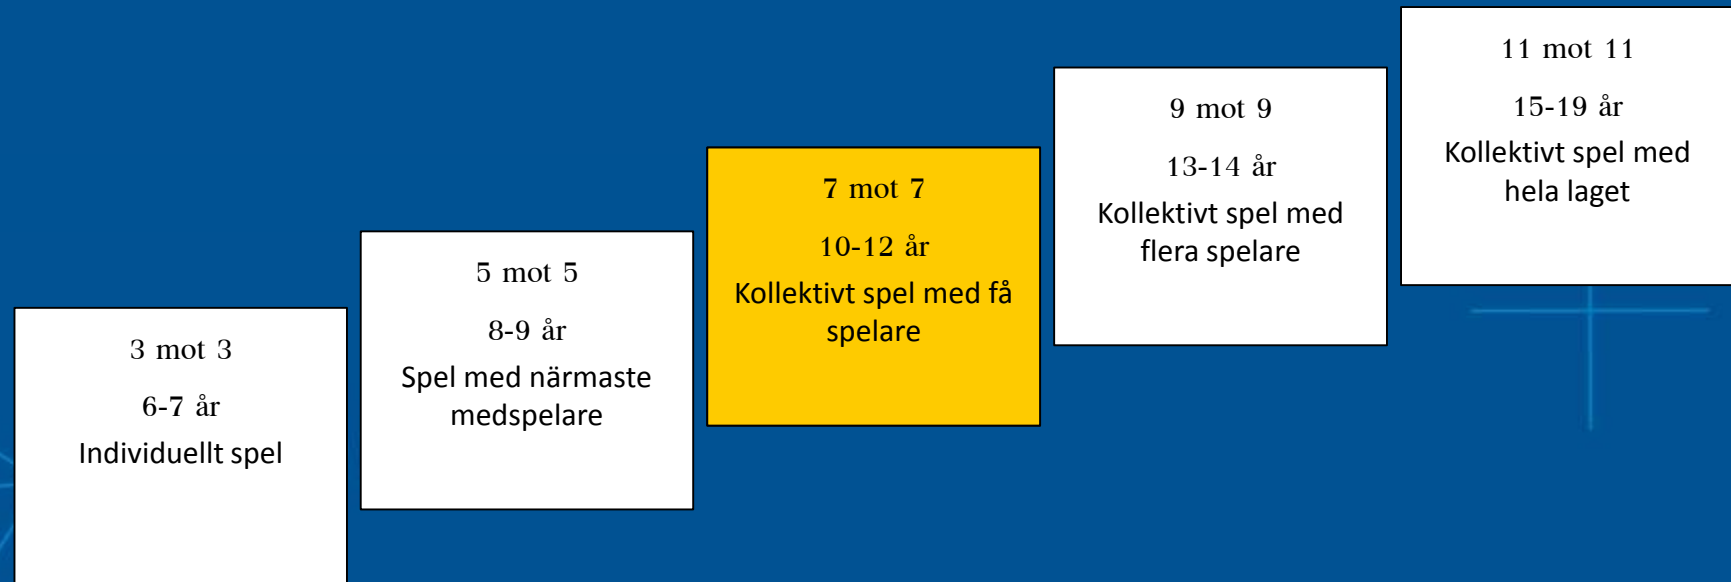 3 mot 3
6-7 år
Individuellt spel
5 mot 5
8-9 år
Spel med närmaste
medspelare
7 mot 7
10-12 år
Kollektivt spel med få
spelare
9 mot 9
13-14 år
Kollektivt spel med
flera spelare
11 mot 11
15-19 år
Kollektivt spel med
hela laget